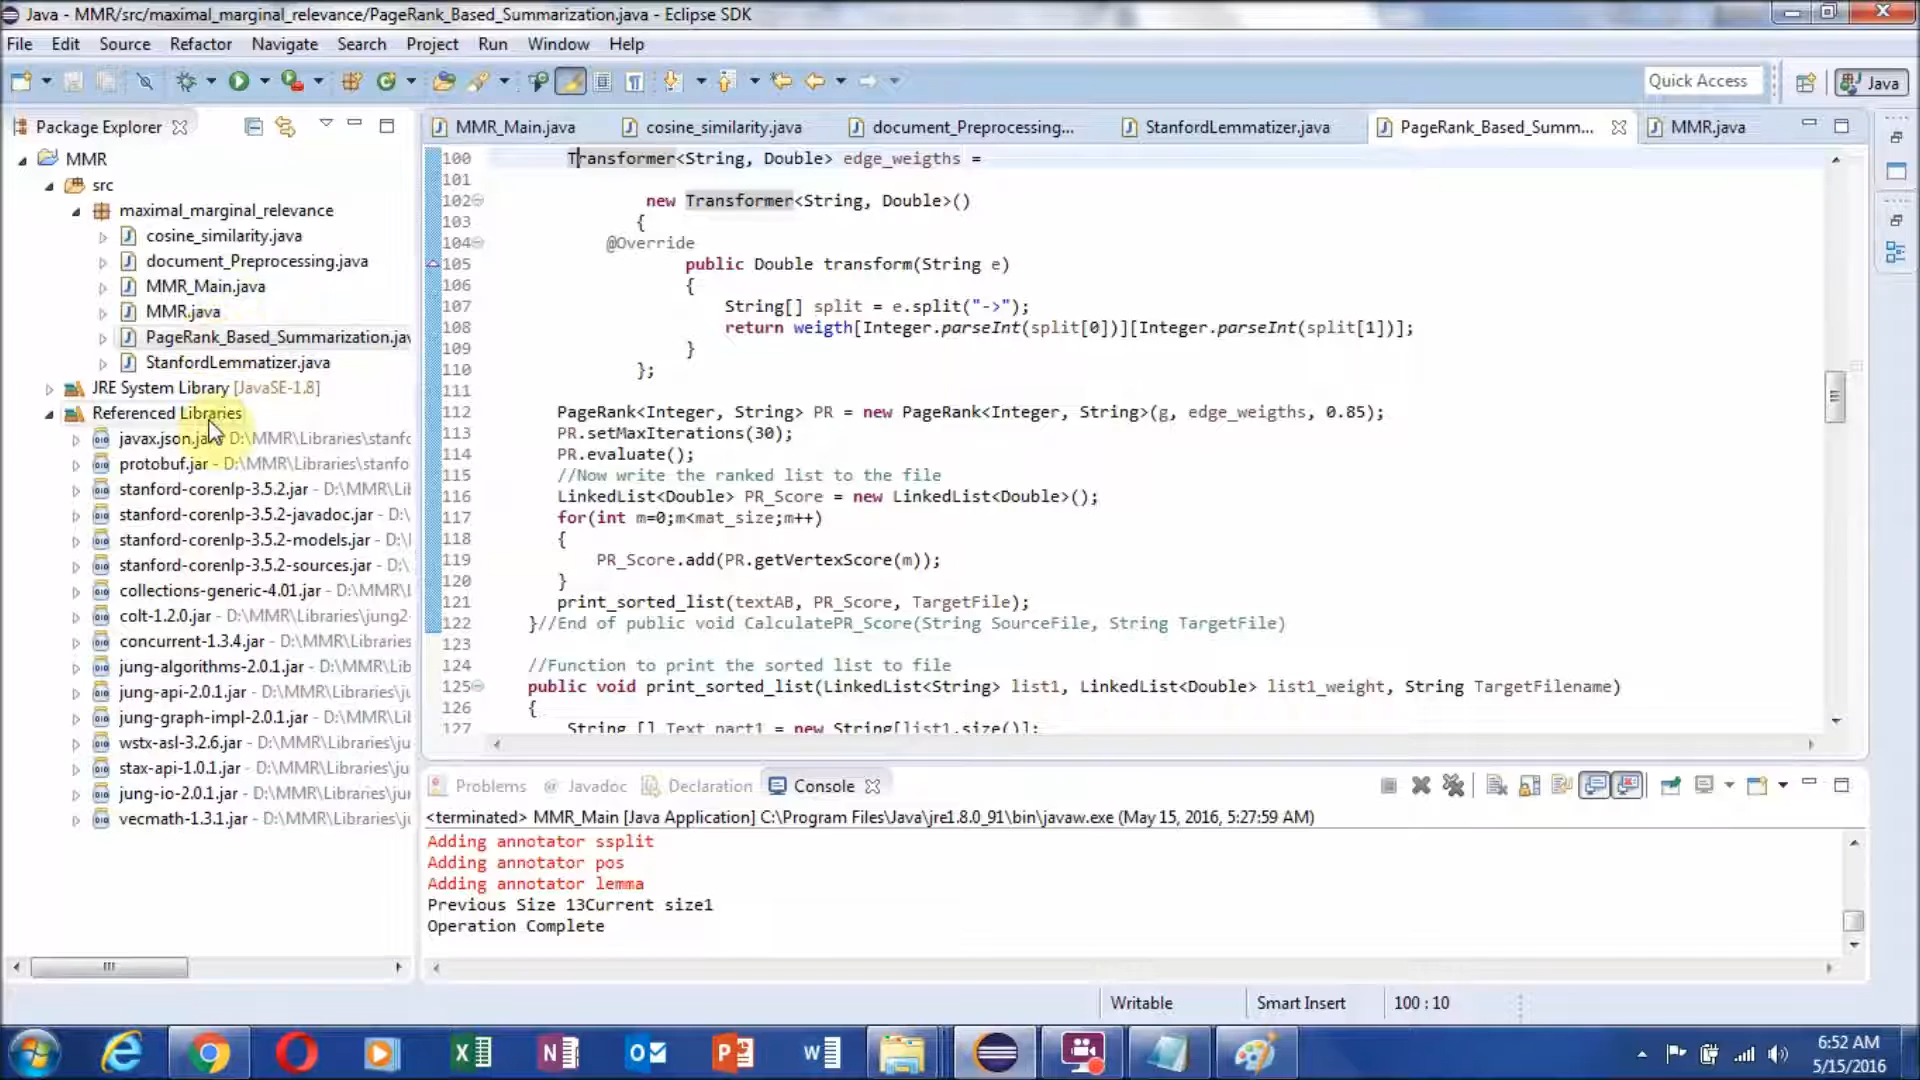 Java - MMR/src/maximal_marginal_relevance/PageRank_Based_Summarization.java - Eclipse SDK
File Edit Source Refactor Navigate Search Project Run Window Help
Quick Access Java
Package Explorer
MMR
src
maximal_marginal_relevance
cosine_similarity.java
document_Preprocessing.java
MMR_Main.java
MMR.java
PageRank_Based_Summarization.jav
StanfordLemmatizer.java
JRE System Library [JavaSE-1.8]
Referenced Libraries
javax.json.ja D:\MMR\Libraries\stanfo
protobuf.jar - D:\MMR\Libraries\stanfo
stanford-corenlp-3.5.2.jar - D:\MMR\Lil
stanford-corenlp-3.5.2-javadoc.jar - D:\
stanford-corenlp-3.5.2-models.jar - D:\
stanford-corenlp-3.5.2-sources.jar - D:\
collections-generic-4.01.jar - D:\MMR\L
colt-1.2.0.jar - D:\MMR\Libraries\jung2-
concurrent-1.3.4.jar - D:\MMR\Libraries
jung-algorithms-2.0.1.jar - D:\MMR\Lib
jung-api-2.0.1.jar - D:\MMR\Libraries\ju
jung-graph-impl-2.0.1.jar - D:\MMR\Lil
wstx-asl-3.2.6.jar - D:\MMR\Libraries\ju
stax-api-1.0.1.jar - D:\MMR\Libraries\ju
jung-io-2.0.1.jar - D:\MMR\Libraries\jur
vecmath-1.3.1.jar - D:\MMR\Libraries\ju
MMR_Main.java cosine_similarity.java document_Preprocessing... StanfordLemmatizer.java PageRank_Based_Summ... MMR.java
100 Transformer<String, Double> edge_weigths =
101
102 new Transformer<String, Double>()
103 {
104 @Override
105 public Double transform(String e)
106 {
107 String[] split = e.split("->");
108 return weigth[Integer.parseInt(split[0])][Integer.parseInt(split[1])];
109 }
110 };
111
112 PageRank<Integer, String> PR = new PageRank<Integer, String>(g, edge_weigths, 0.85);
113 PR.setMaxIterations(30);
114 PR.evaluate();
115 //Now write the ranked list to the file
116 LinkedList<Double> PR_Score = new LinkedList<Double>();
117 for(int m=0;m<mat_size;m++)
118 {
119 PR_Score.add(PR.getVertexScore(m));
120 }
121 print_sorted_list(textAB, PR_Score, TargetFile);
122 }//End of public void CalculatePR_Score(String SourceFile, String TargetFile)
123
124 //Function to print the sorted list to file
125 public void print_sorted_list(LinkedList<String> list1, LinkedList<Double> list1_weight, String TargetFilename)
126 {
127 String [] Text_part1 = new String[list1.size()];
Problems Javadoc Declaration Console
<terminated> MMR_Main [Java Application] C:\Program Files\Java\jre1.8.0_91\bin\javaw.exe (May 15, 2016, 5:27:59 AM)
Adding annotator ssplit
Adding annotator pos
Adding annotator lemma
Previous Size 13Current size1
Operation Complete
Writable Smart Insert 100 : 10
6:52 AM
5/15/2016